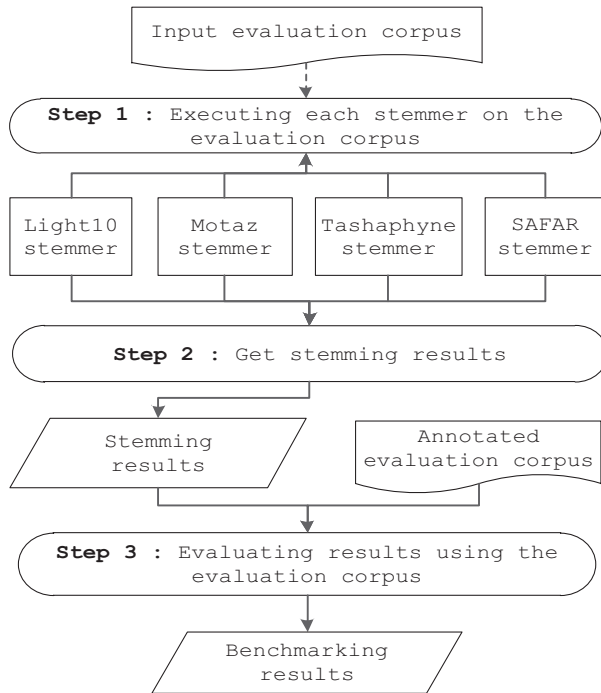 Input evaluation corpus
Step 1 : Executing each stemmer on the
evaluation corpus
Light10
stemmer
Motaz
stemmer
Tashaphyne
stemmer
SAFAR
stemmer
Step 2 : Get stemming results
Stemming
results
Annotated
evaluation corpus
Step 3 : Evaluating results using the
evaluation corpus
Benchmarking
results